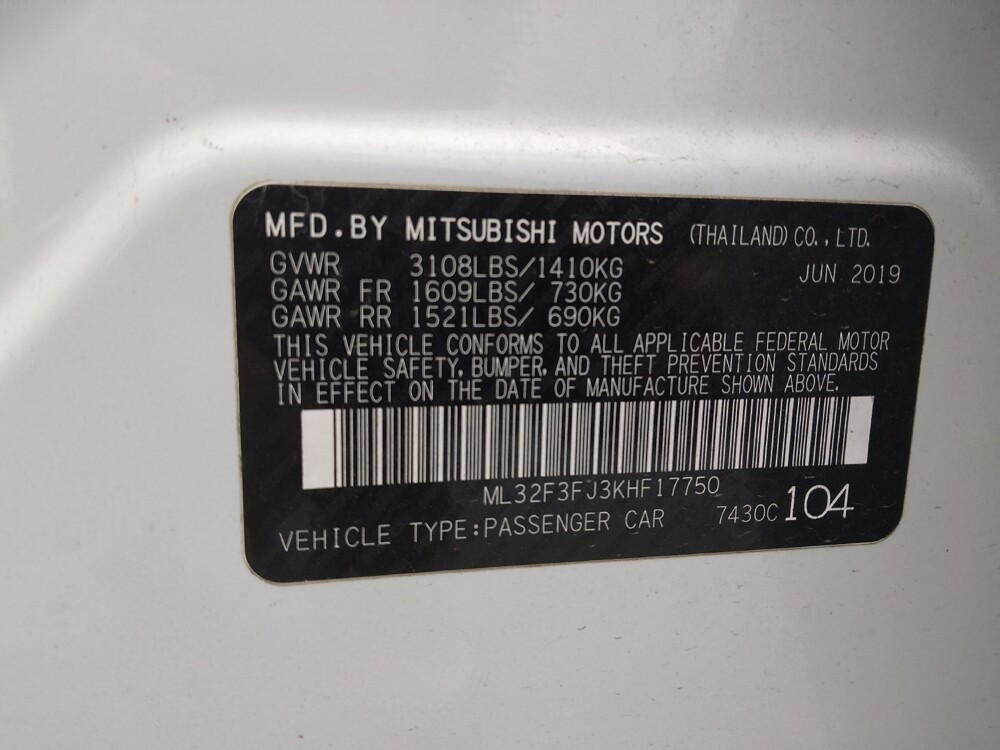 MFD.BY MITSUBISHI MOTORS (THAILAND) CO., LTD.
GVWR 3108LBS/1410KG JUN 2019
GAWR FR 1609LBS/ 730KG
GAWR RR 1521LBS/ 690KG
THIS VEHICLE CONFORMS TO ALL APPLICABLE FEDERAL MOTOR
VEHICLE SAFETY, BUMPER, AND THEFT PREVENTION STANDARDS
IN EFFECT ON THE DATE OF MANUFACTURE SHOWN ABOVE.
ML32F3FJ3KHF17750
VEHICLE TYPE:PASSENGER CAR 7430C 104